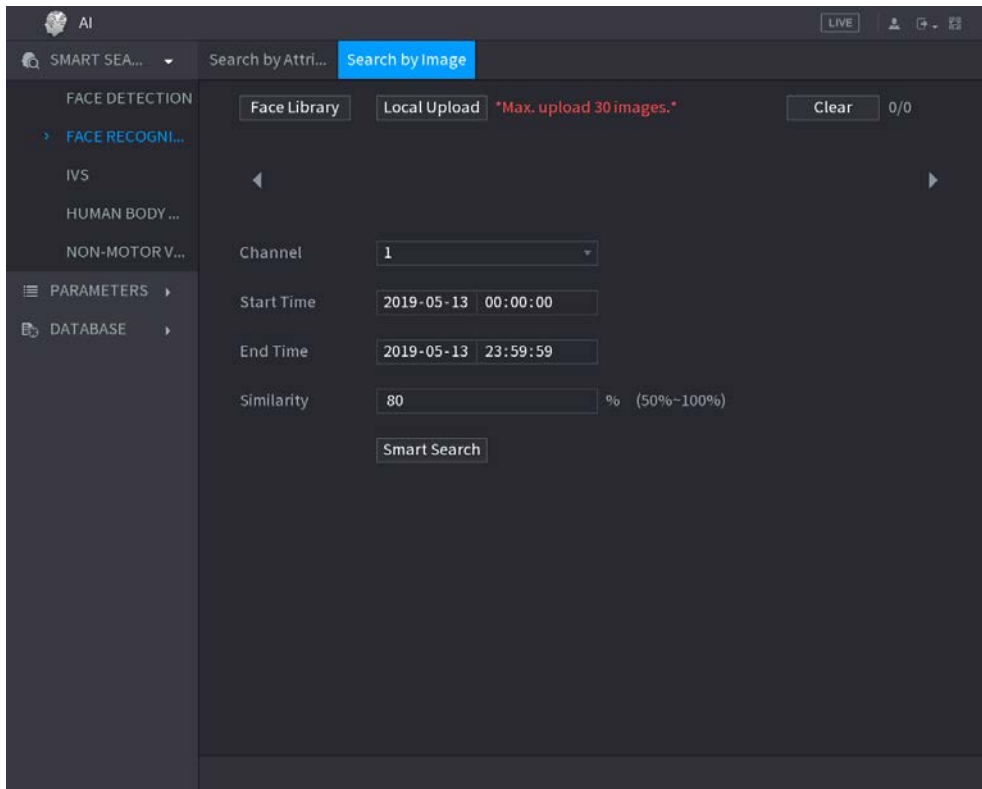 AI LIVE
SMART SEA... Search by Attri... Search by Image
FACE DETECTION
Face Library Local Upload *Max. upload 30 images.* Clear 0/0
FACE RECOGNI...
IVS
HUMAN BODY ...
NON-MOTOR V...
Channel 1
PARAMETERS
Start Time 2019-05-13 00:00:00
DATABASE
End Time 2019-05-13 23:59:59
Similarity 80 % (50%~100%)
Smart Search